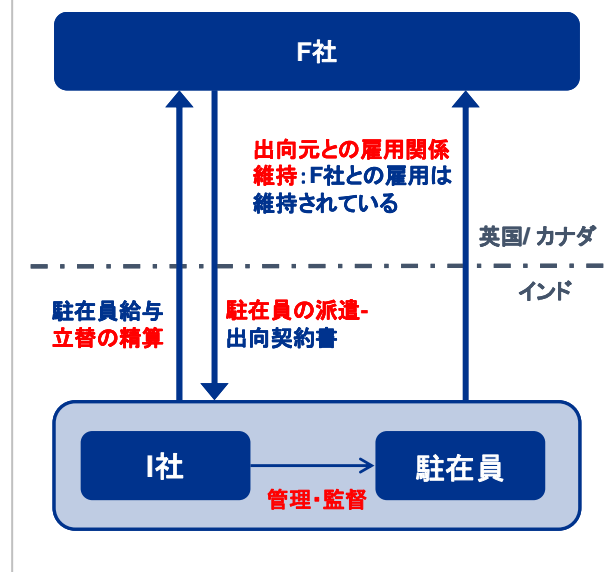 F社
出向元との雇用関係
維持:F社との雇用は
維持されている
英国/ カナダ
インド
駐在員給与
立替の精算
駐在員の派遣-
出向契約書
I社
駐在員
管理・監督